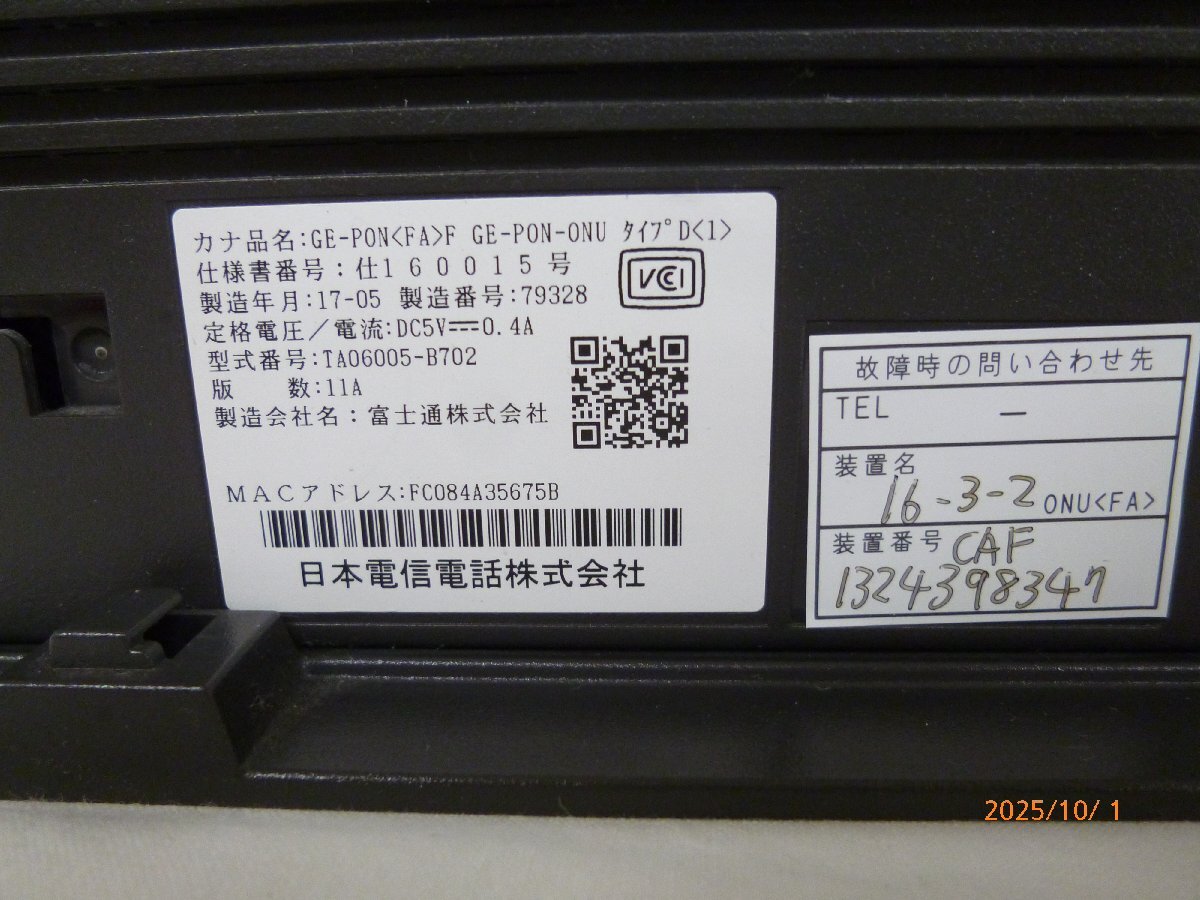 カナ品名:GE-PON<FA>F GE-PON-ONU ﾀｲﾌﾟD<1>
仕様書番号:仕160015号
VCCI
製造年月:17-05 製造番号:79328
定格電圧/電流:DC5V⎓0.4A
型式番号:TA06005-B702
版 数:11A
製造会社名:富士通株式会社
MACアドレス:FC084A35675B
日本電信電話株式会社
故障時の問い合わせ先
TEL －
装置名
16-3-2 ONU<FA>
装置番号 CAF
1324398347
2025/10/ 1